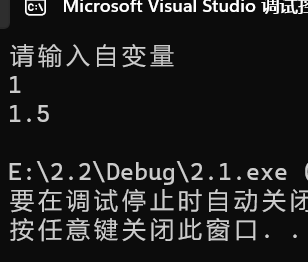 Microsoft Visual Studio 调试
请输入自变量
1
1.5
E:\2.2\Debug\2.1.exe (
要在调试停止时自动关闭
按任意键关闭此窗口. . .